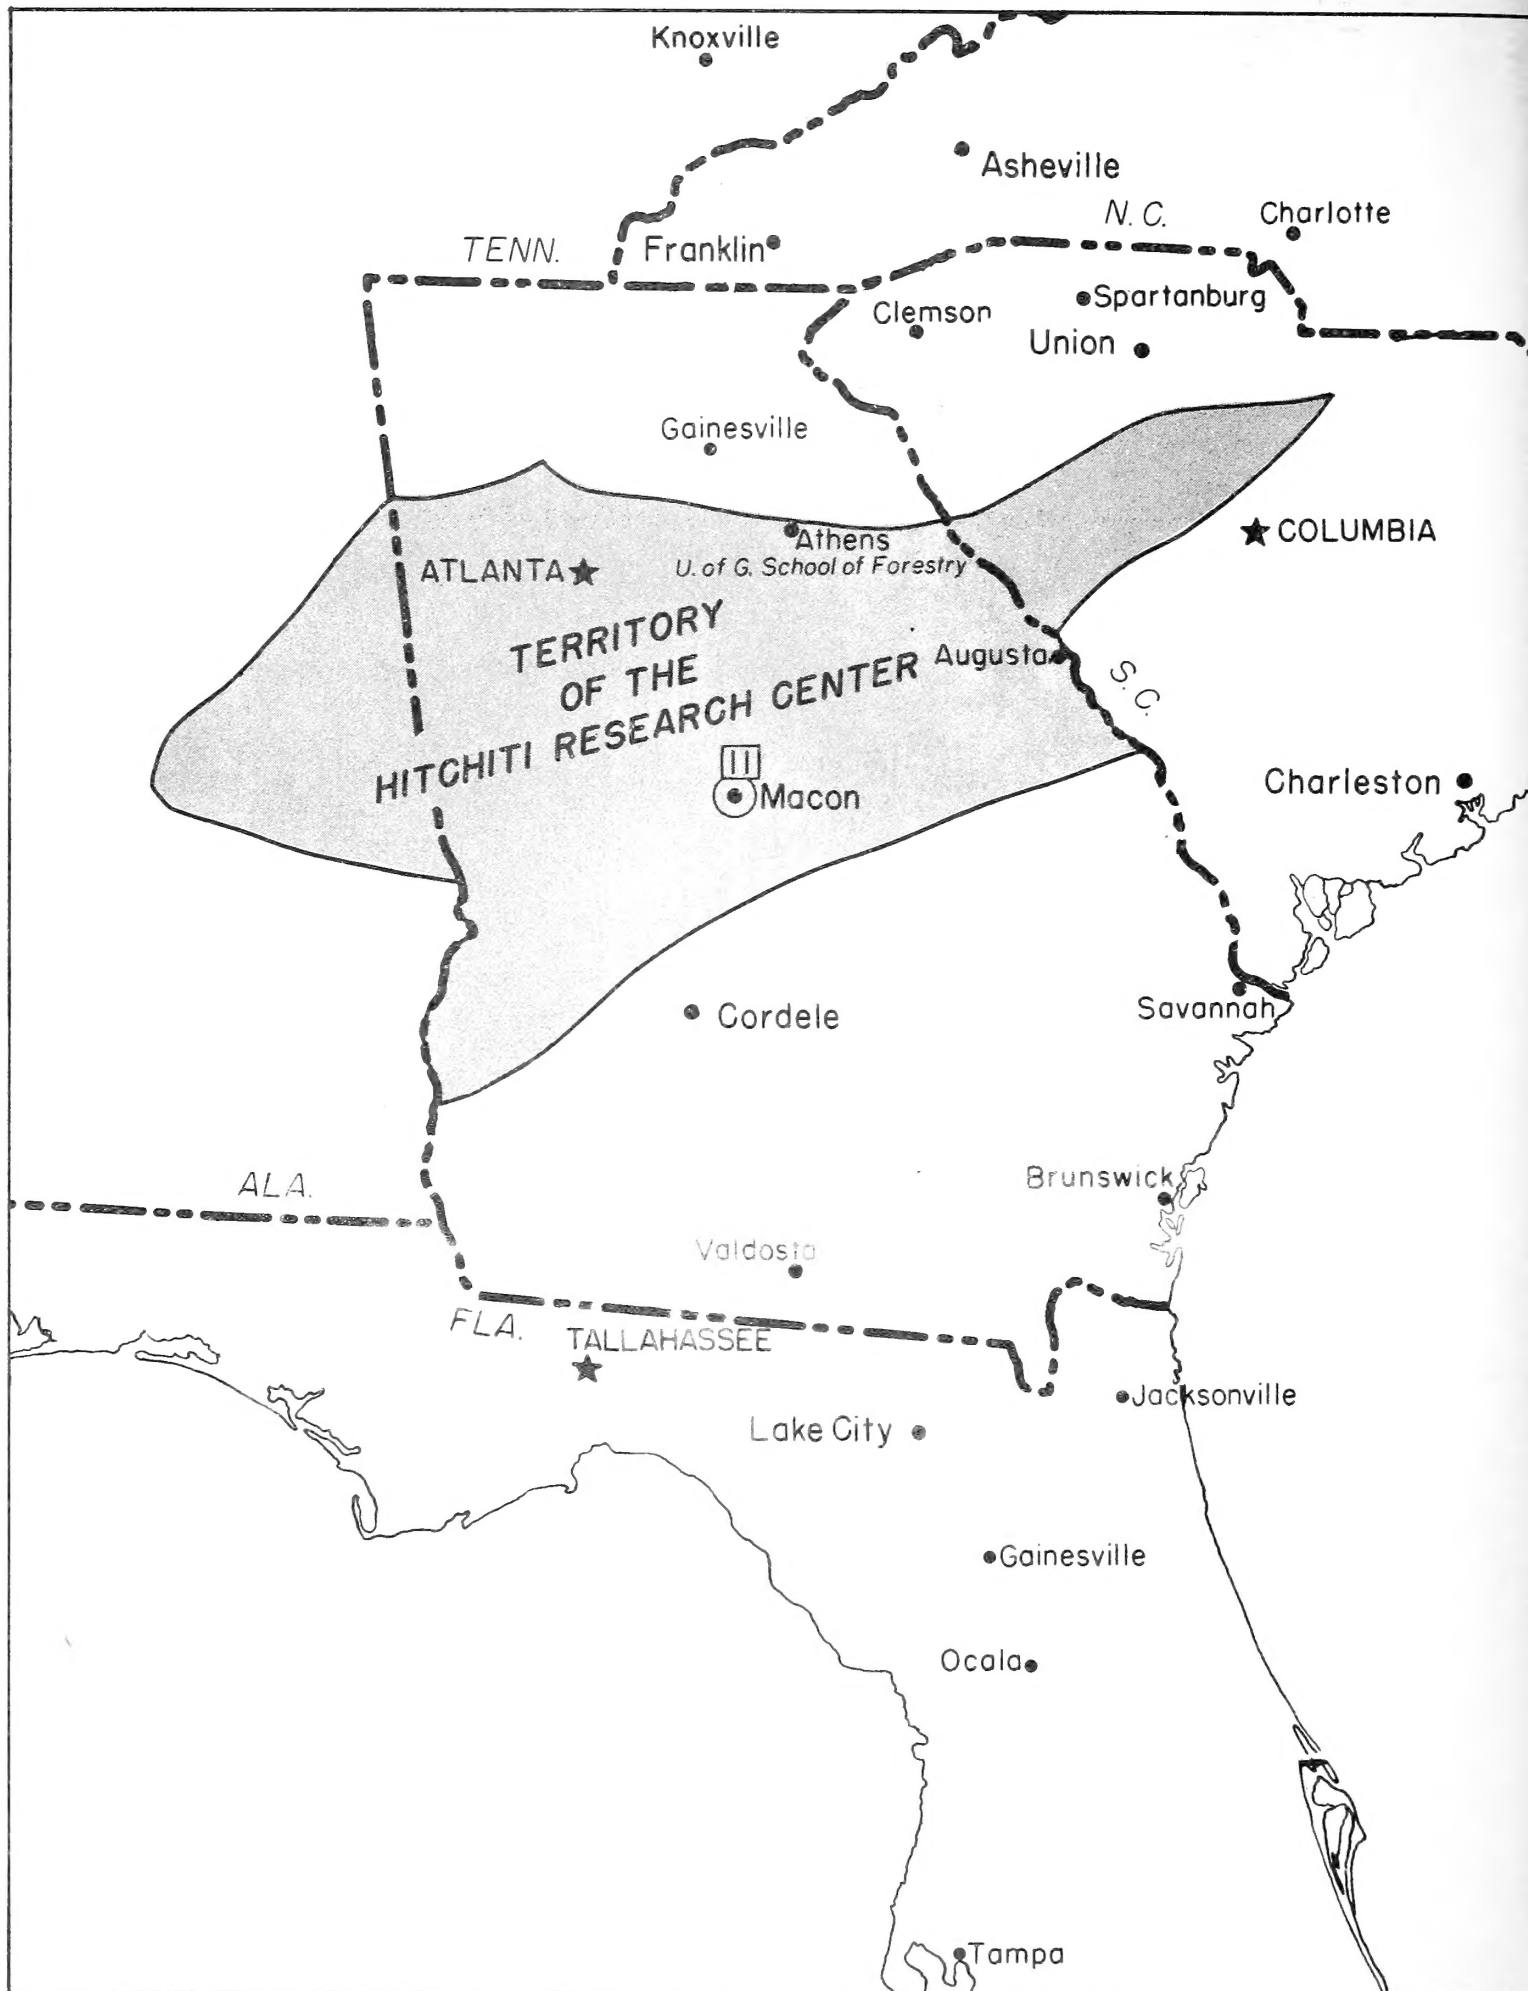 Knoxville
Asheville
N.C.
Charlotte
TENN.
Franklin
Clemson
Spartanburg
Union
Gainesville
Athens
U. of G. School of Forestry
ATLANTA
COLUMBIA
TERRITORY
OF THE
HITCHITI RESEARCH CENTER
Augusta
S.C.
Macon
Charleston
Cordele
Savannah
Brunswick
ALA.
Valdosta
FLA.
TALLAHASSEE
Jacksonville
Lake City
Gainesville
Ocala
Tampa